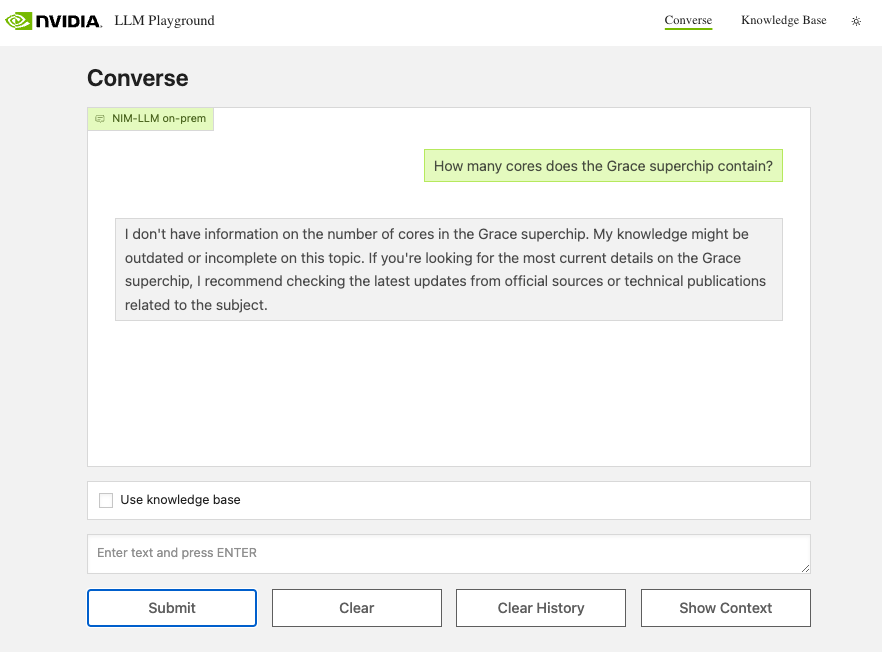 NVIDIA. LLM Playground Converse Knowledge Base
Converse
NIM-LLM on-prem
How many cores does the Grace superchip contain?
I don't have information on the number of cores in the Grace superchip. My knowledge might be
outdated or incomplete on this topic. If you're looking for the most current details on the Grace
superchip, I recommend checking the latest updates from official sources or technical publications
related to the subject.
Use knowledge base
Enter text and press ENTER
Submit Clear Clear History Show Context